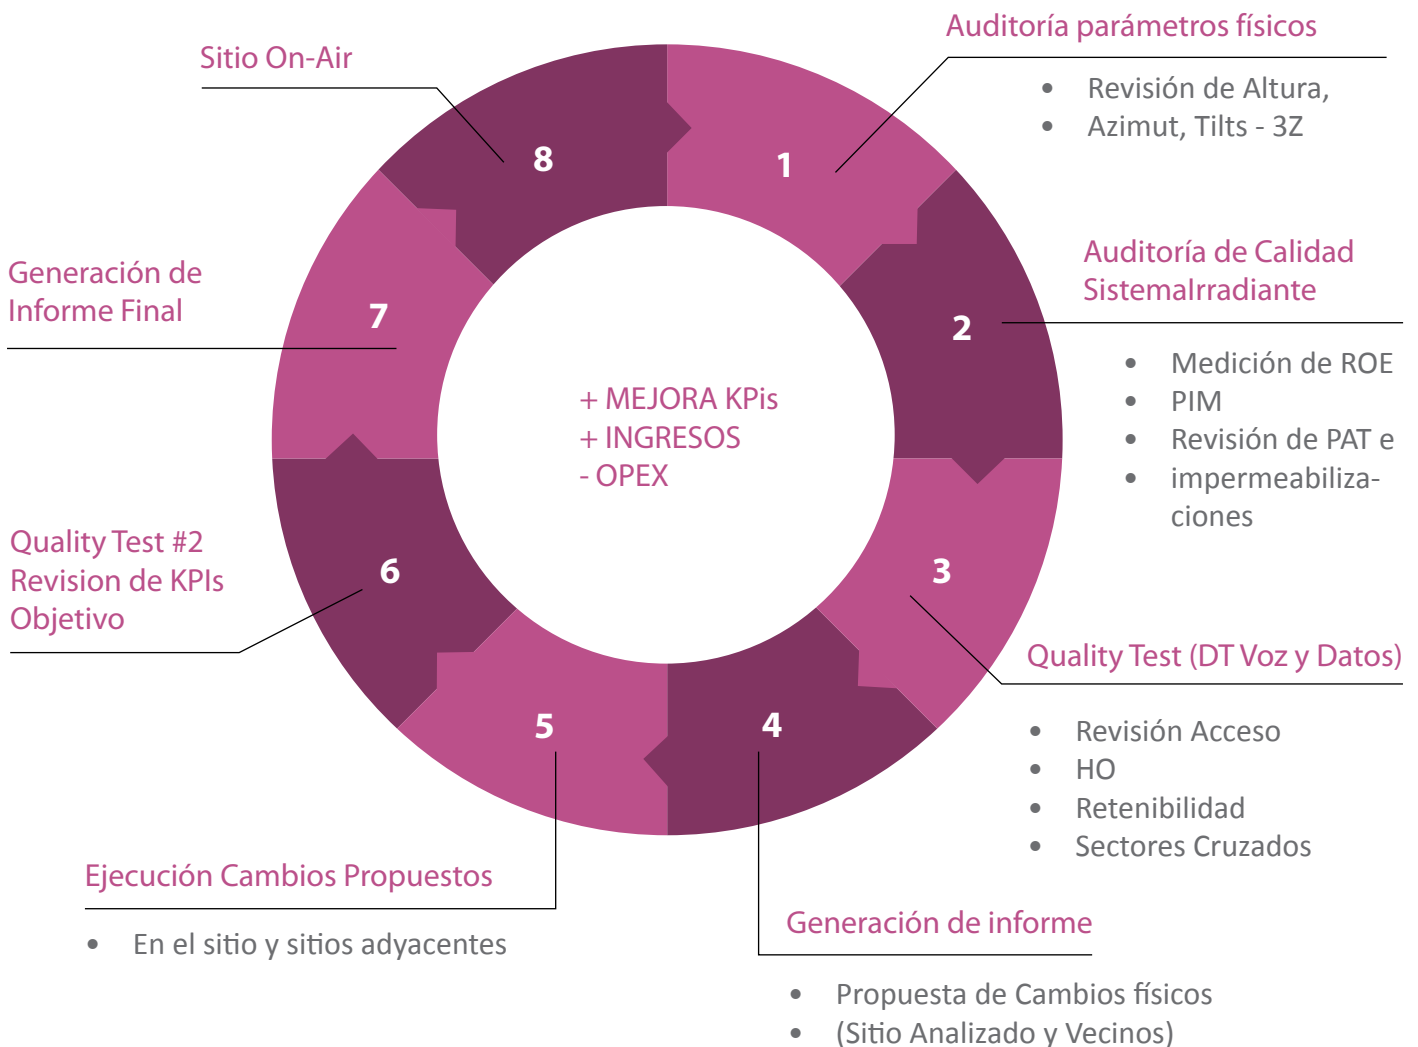 Auditoría parámetros físicos
• Revisión de Altura,
• Azimut, Tilts - 3Z
Sitio On-Air
8
1
Auditoría de Calidad
SistemaIrradiante
• Medición de ROE
• PIM
• Revisión de PAT e
• impermeabiliza-
ciones
Generación de
Informe Final
7
2
+ MEJORA KPis
+ INGRESOS
- OPEX
Quality Test #2
Revision de KPIs
Objetivo
6
3
Quality Test (DT Voz y Datos)
• Revisión Acceso
• HO
• Retenibilidad
• Sectores Cruzados
5
4
Ejecución Cambios Propuestos
• En el sitio y sitios adyacentes
Generación de informe
• Propuesta de Cambios físicos
• (Sitio Analizado y Vecinos)